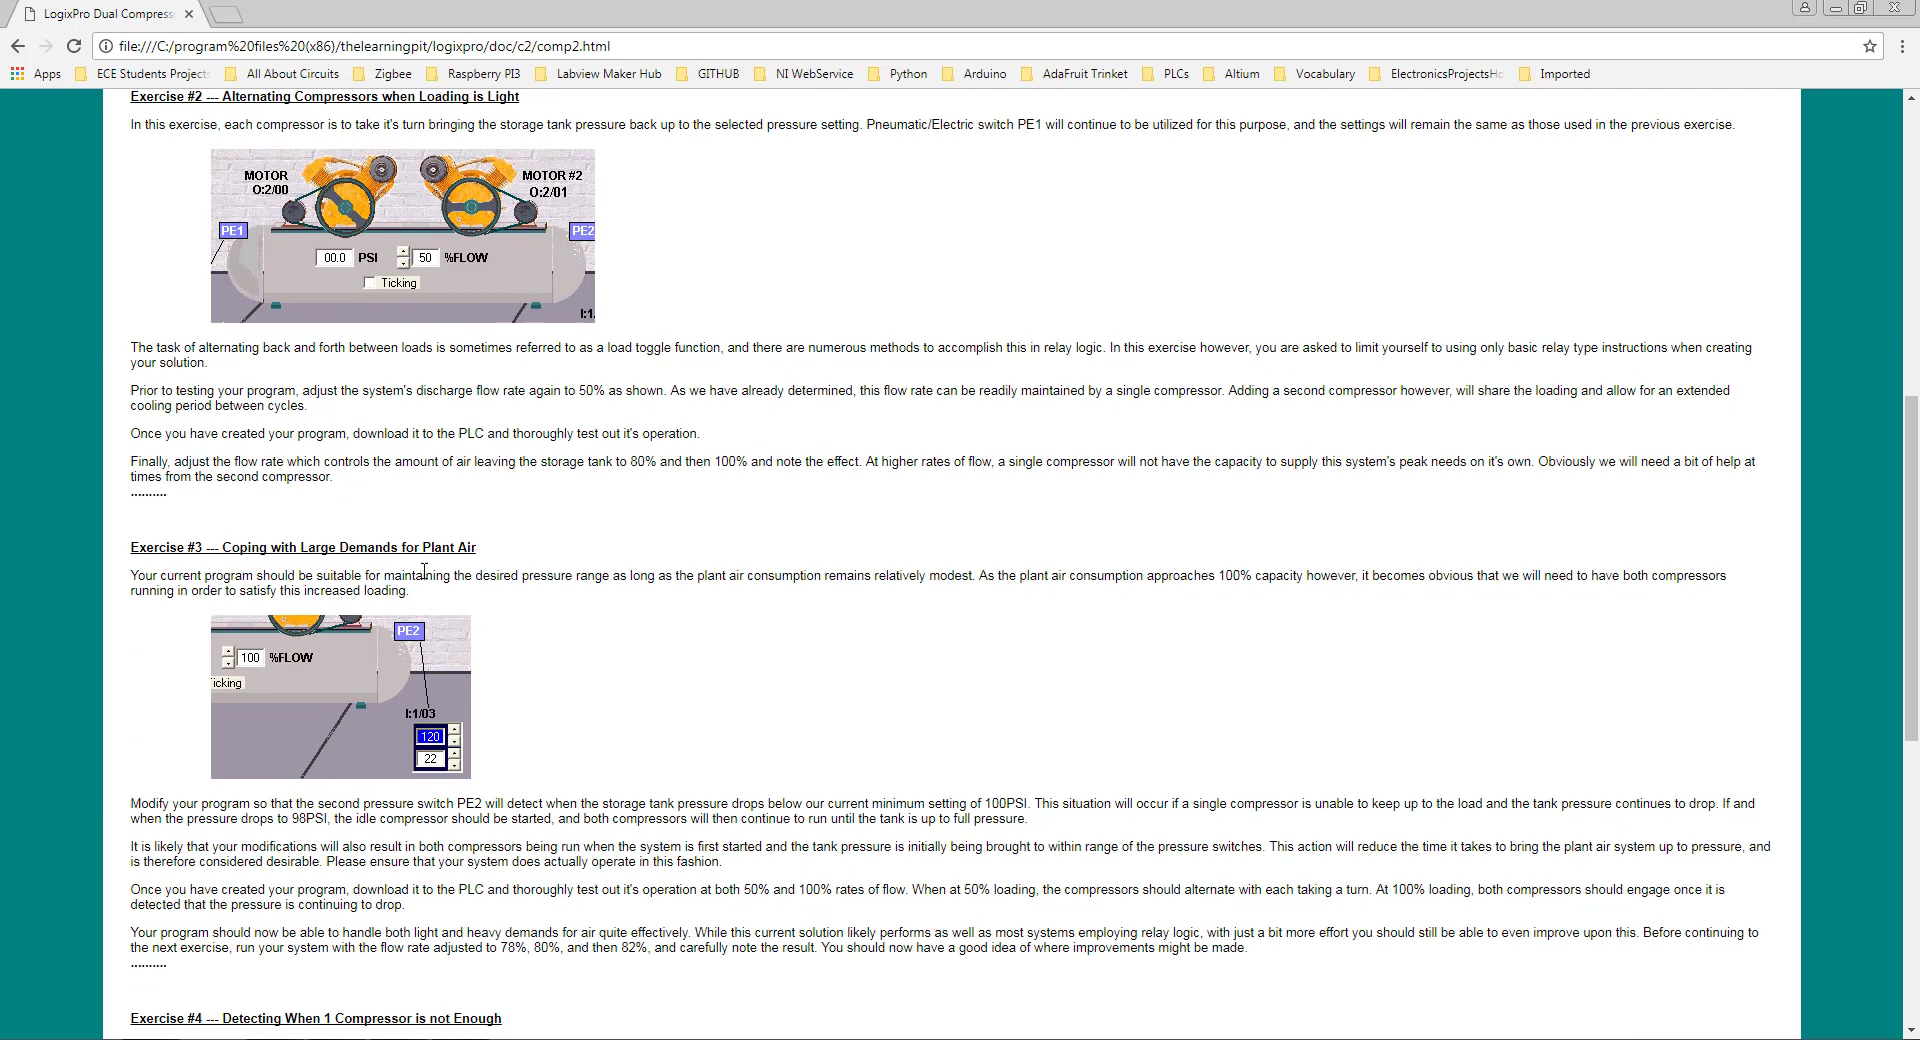 LogixPro Dual Compress
file:///C:/program%20files%20(x86)/thelearningpit/logixpro/doc/c2/comp2.html
Apps ECE Students Projects All About Circuits Zigbee Raspberry PI3 Labview Maker Hub GITHUB NI WebService Python Arduino AdaFruit Trinket PLCs Altium Vocabulary ElectronicsProjectsHo Imported
Exercise #2 --- Alternating Compressors when Loading is Light
In this exercise, each compressor is to take it's turn bringing the storage tank pressure back up to the selected pressure setting. Pneumatic/Electric switch PE1 will continue to be utilized for this purpose, and the settings will remain the same as those used in the previous exercise.
MOTOR MOTOR #2
O:2/00 O:2/01
PE1 PE2
00.0 PSI 50 %FLOW
Ticking
I:1.
The task of alternating back and forth between loads is sometimes referred to as a load toggle function, and there are numerous methods to accomplish this in relay logic. In this exercise however, you are asked to limit yourself to using only basic relay type instructions when creating
your solution.
Prior to testing your program, adjust the system's discharge flow rate again to 50% as shown. As we have already determined, this flow rate can be readily maintained by a single compressor. Adding a second compressor however, will share the loading and allow for an extended
cooling period between cycles.
Once you have created your program, download it to the PLC and thoroughly test out it's operation.
Finally, adjust the flow rate which controls the amount of air leaving the storage tank to 80% and then 100% and note the effect. At higher rates of flow, a single compressor will not have the capacity to supply this system's peak needs on it's own. Obviously we will need a bit of help at
times from the second compressor.
..........
Exercise #3 --- Coping with Large Demands for Plant Air
Your current program should be suitable for maintaining the desired pressure range as long as the plant air consumption remains relatively modest. As the plant air consumption approaches 100% capacity however, it becomes obvious that we will need to have both compressors
running in order to satisfy this increased loading.
PE2
100 %FLOW
icking
I:1/03
120
22
Modify your program so that the second pressure switch PE2 will detect when the storage tank pressure drops below our current minimum setting of 100PSI. This situation will occur if a single compressor is unable to keep up to the load and the tank pressure continues to drop. If and
when the pressure drops to 98PSI, the idle compressor should be started, and both compressors will then continue to run until the tank is up to full pressure.
It is likely that your modifications will also result in both compressors being run when the system is first started and the tank pressure is initially being brought to within range of the pressure switches. This action will reduce the time it takes to bring the plant air system up to pressure, and
is therefore considered desirable. Please ensure that your system does actually operate in this fashion.
Once you have created your program, download it to the PLC and thoroughly test out it's operation at both 50% and 100% rates of flow. When at 50% loading, the compressors should alternate with each taking a turn. At 100% loading, both compressors should engage once it is
detected that the pressure is continuing to drop.
Your program should now be able to handle both light and heavy demands for air quite effectively. While this current solution likely performs as well as most systems employing relay logic, with just a bit more effort you should still be able to even improve upon this. Before continuing to
the next exercise, run your system with the flow rate adjusted to 78%, 80%, and then 82%, and carefully note the result. You should now have a good idea of where improvements might be made.
..........
Exercise #4 --- Detecting When 1 Compressor is not Enough